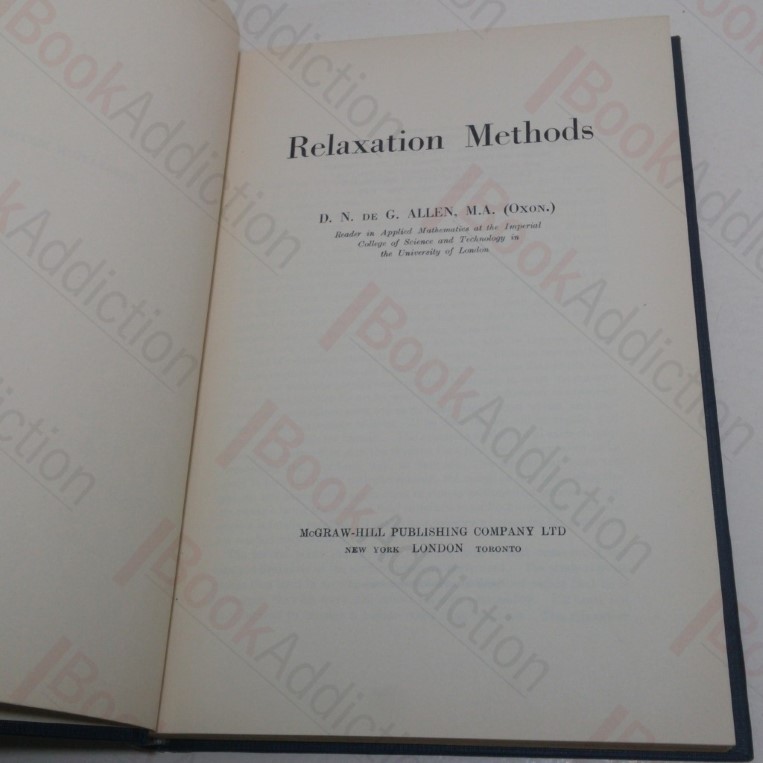 Relaxation Methods
D. N. DE G. ALLEN, M.A. (OXON.)
Reader in Applied Mathematics at the Imperial
College of Science and Technology in
the University of London
McGRAW-HILL PUBLISHING COMPANY LTD
NEW YORK LONDON TORONTO
BookAddiction